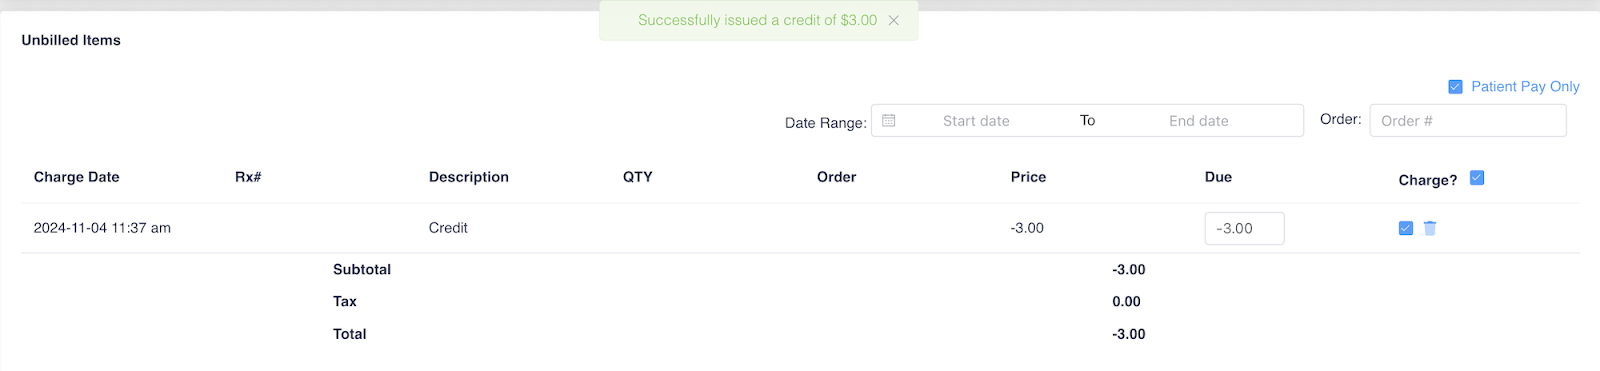 Successfully issued a credit of $3.00
Unbilled Items
Patient Pay Only
Date Range: Start date To End date Order: Order #
Charge Date Rx# Description QTY Order Price Due Charge?
2024-11-04 11:37 am Credit -3.00 -3.00
Subtotal -3.00
Tax 0.00
Total -3.00